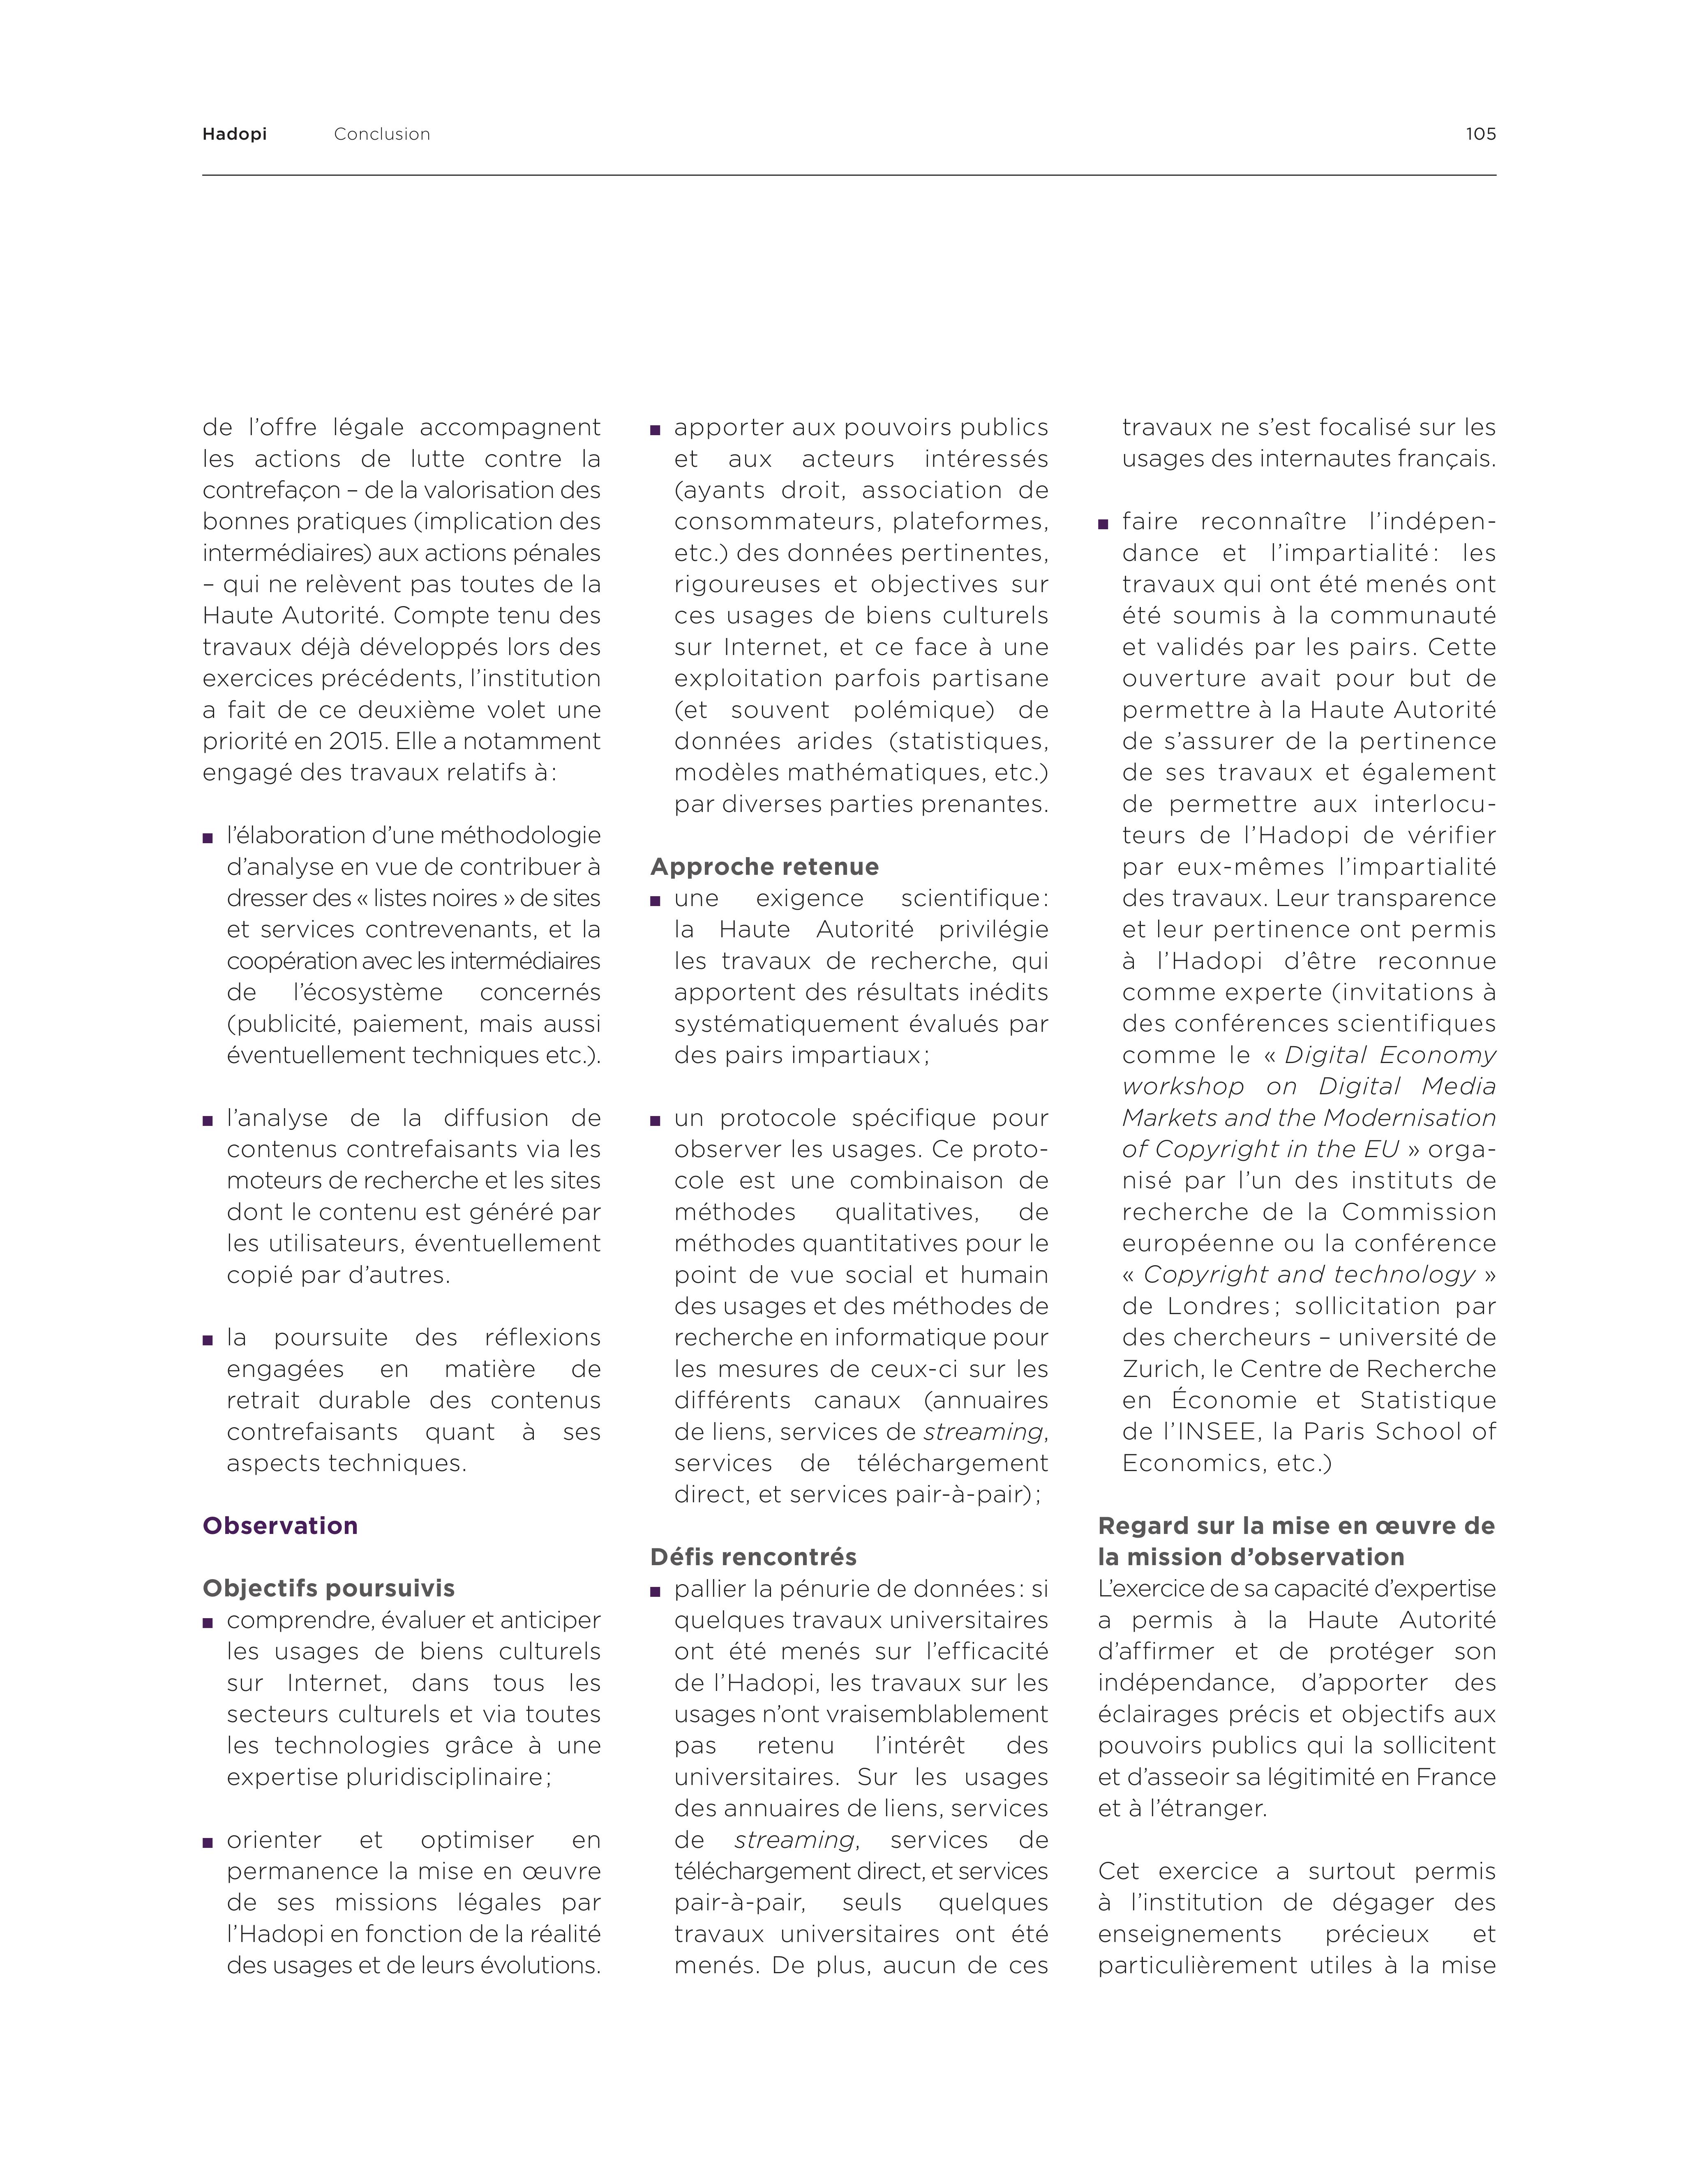 Hadopi Conclusion 105
de l’offre légale accompagnent
les actions de lutte contre la
contrefaçon – de la valorisation des
bonnes pratiques (implication des
intermédiaires) aux actions pénales
– qui ne relèvent pas toutes de la
Haute Autorité. Compte tenu des
travaux déjà développés lors des
exercices précédents, l’institution
a fait de ce deuxième volet une
priorité en 2015. Elle a notamment
engagé des travaux relatifs à :
■ l’élaboration d’une méthodologie
d’analyse en vue de contribuer à
dresser des « listes noires » de sites
et services contrevenants, et la
coopération avec les intermédiaires
de l’écosystème concernés
(publicité, paiement, mais aussi
éventuellement techniques etc.).
■ l’analyse de la diffusion de
contenus contrefaisants via les
moteurs de recherche et les sites
dont le contenu est généré par
les utilisateurs, éventuellement
copié par d’autres.
■ la poursuite des réflexions
engagées en matière de
retrait durable des contenus
contrefaisants quant à ses
aspects techniques.
Observation
Objectifs poursuivis
■ comprendre, évaluer et anticiper
les usages de biens culturels
sur Internet, dans tous les
secteurs culturels et via toutes
les technologies grâce à une
expertise pluridisciplinaire ;
■ orienter et optimiser en
permanence la mise en œuvre
de ses missions légales par
l’Hadopi en fonction de la réalité
des usages et de leurs évolutions.
■ apporter aux pouvoirs publics
et aux acteurs intéressés
(ayants droit, association de
consommateurs, plateformes,
etc.) des données pertinentes,
rigoureuses et objectives sur
ces usages de biens culturels
sur Internet, et ce face à une
exploitation parfois partisane
(et souvent polémique) de
données arides (statistiques,
modèles mathématiques, etc.)
par diverses parties prenantes.
Approche retenue
■ une exigence scientifique :
la Haute Autorité privilégie
les travaux de recherche, qui
apportent des résultats inédits
systématiquement évalués par
des pairs impartiaux ;
■ un protocole spécifique pour
observer les usages. Ce proto-
cole est une combinaison de
méthodes qualitatives, de
méthodes quantitatives pour le
point de vue social et humain
des usages et des méthodes de
recherche en informatique pour
les mesures de ceux-ci sur les
différents canaux (annuaires
de liens, services de streaming,
services de téléchargement
direct, et services pair-à-pair) ;
Défis rencontrés
■ pallier la pénurie de données : si
quelques travaux universitaires
ont été menés sur l’efficacité
de l’Hadopi, les travaux sur les
usages n’ont vraisemblablement
pas retenu l’intérêt des
universitaires. Sur les usages
des annuaires de liens, services
de streaming, services de
téléchargement direct, et services
pair-à-pair, seuls quelques
travaux universitaires ont été
menés. De plus, aucun de ces
travaux ne s’est focalisé sur les
usages des internautes français.
■ faire reconnaître l’indépen-
dance et l’impartialité : les
travaux qui ont été menés ont
été soumis à la communauté
et validés par les pairs. Cette
ouverture avait pour but de
permettre à la Haute Autorité
de s’assurer de la pertinence
de ses travaux et également
de permettre aux interlocu-
teurs de l’Hadopi de vérifier
par eux-mêmes l’impartialité
des travaux. Leur transparence
et leur pertinence ont permis
à l’Hadopi d’être reconnue
comme experte (invitations à
des conférences scientifiques
comme le « Digital Economy
workshop on Digital Media
Markets and the Modernisation
of Copyright in the EU » orga-
nisé par l’un des instituts de
recherche de la Commission
européenne ou la conférence
« Copyright and technology »
de Londres ; sollicitation par
des chercheurs – université de
Zurich, le Centre de Recherche
en Économie et Statistique
de l’INSEE, la Paris School of
Economics, etc.)
Regard sur la mise en œuvre de
la mission d’observation
L’exercice de sa capacité d’expertise
a permis à la Haute Autorité
d’affirmer et de protéger son
indépendance, d’apporter des
éclairages précis et objectifs aux
pouvoirs publics qui la sollicitent
et d’asseoir sa légitimité en France
et à l’étranger.
Cet exercice a surtout permis
à l’institution de dégager des
enseignements précieux et
particulièrement utiles à la mise